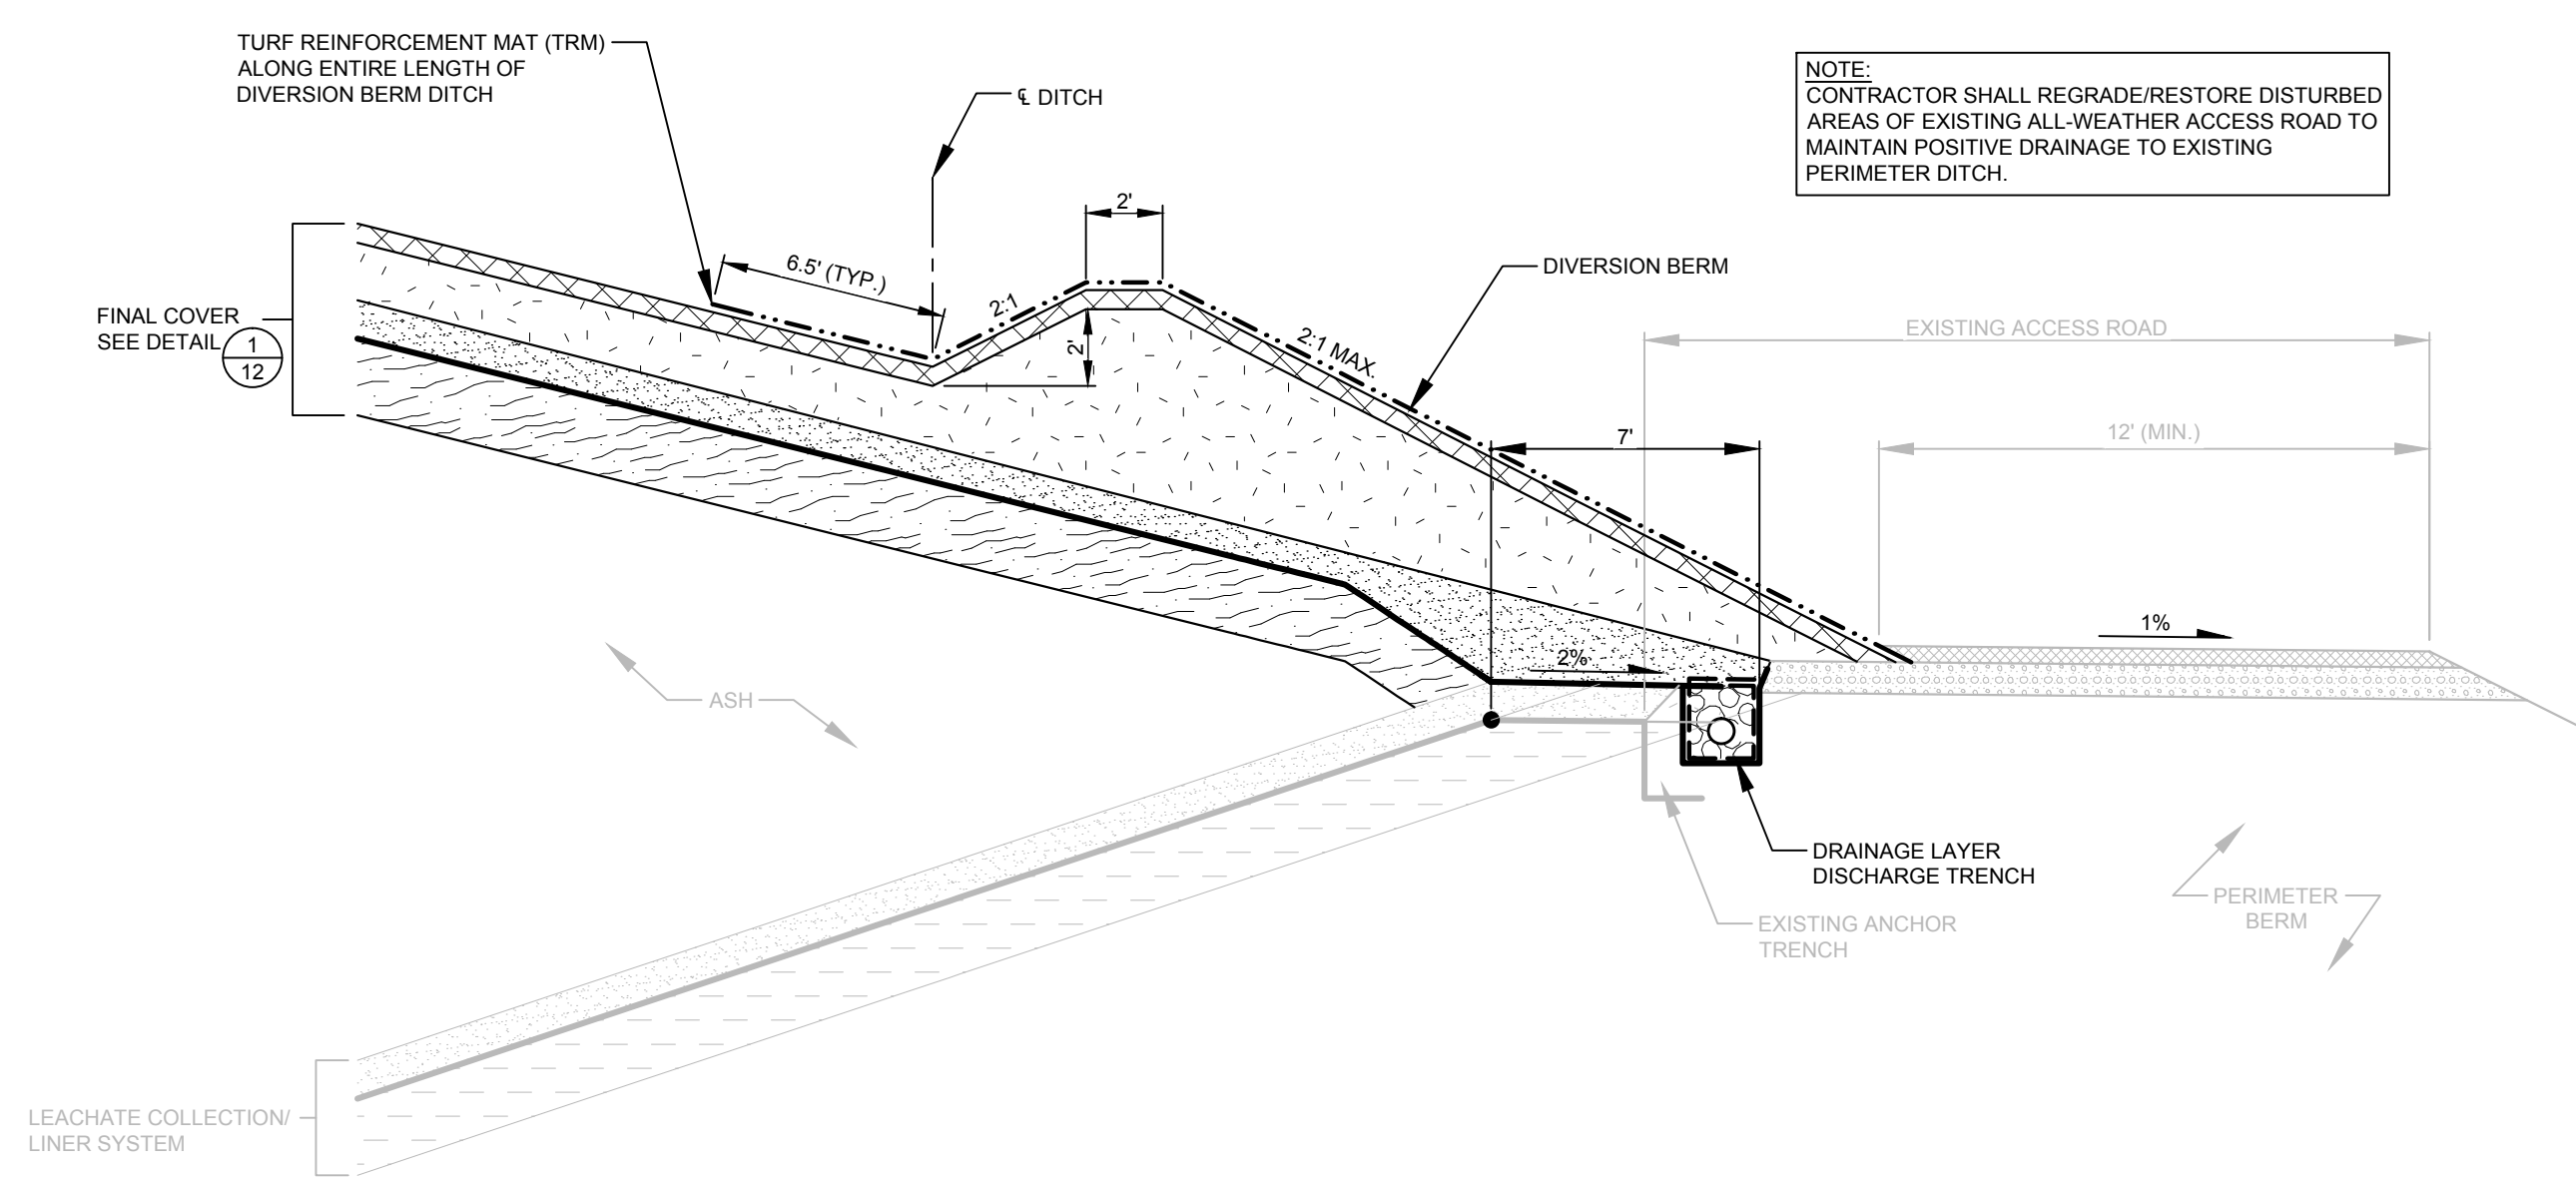 TURF REINFORCEMENT MAT (TRM)
ALONG ENTIRE LENGTH OF
DIVERSION BERM DITCH
℄ DITCH
NOTE:
CONTRACTOR SHALL REGRADE/RESTORE DISTURBED
AREAS OF EXISTING ALL-WEATHER ACCESS ROAD TO
MAINTAIN POSITIVE DRAINAGE TO EXISTING
PERIMETER DITCH.
2'
6.5' (TYP.)
DIVERSION BERM
2:1
FINAL COVER
SEE DETAIL
1
12
2'
2:1 MAX.
EXISTING ACCESS ROAD
7'
12' (MIN.)
1%
2%
ASH
DRAINAGE LAYER
DISCHARGE TRENCH
EXISTING ANCHOR
TRENCH
PERIMETER
BERM
LEACHATE COLLECTION/
LINER SYSTEM